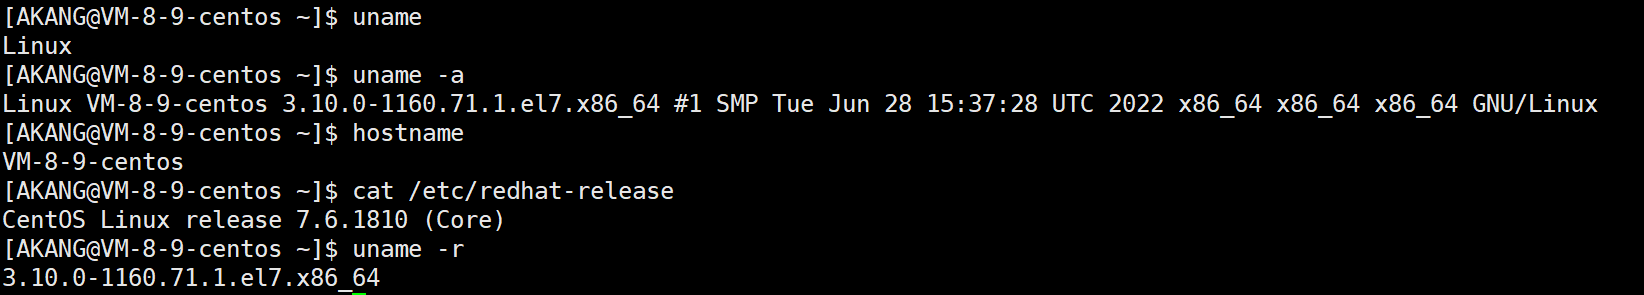 [AKANG@VM-8-9-centos ~]$ uname
Linux
[AKANG@VM-8-9-centos ~]$ uname -a
Linux VM-8-9-centos 3.10.0-1160.71.1.el7.x86_64 #1 SMP Tue Jun 28 15:37:28 UTC 2022 x86_64 x86_64 x86_64 GNU/Linux
[AKANG@VM-8-9-centos ~]$ hostname
VM-8-9-centos
[AKANG@VM-8-9-centos ~]$ cat /etc/redhat-release
CentOS Linux release 7.6.1810 (Core)
[AKANG@VM-8-9-centos ~]$ uname -r
3.10.0-1160.71.1.el7.x86_64